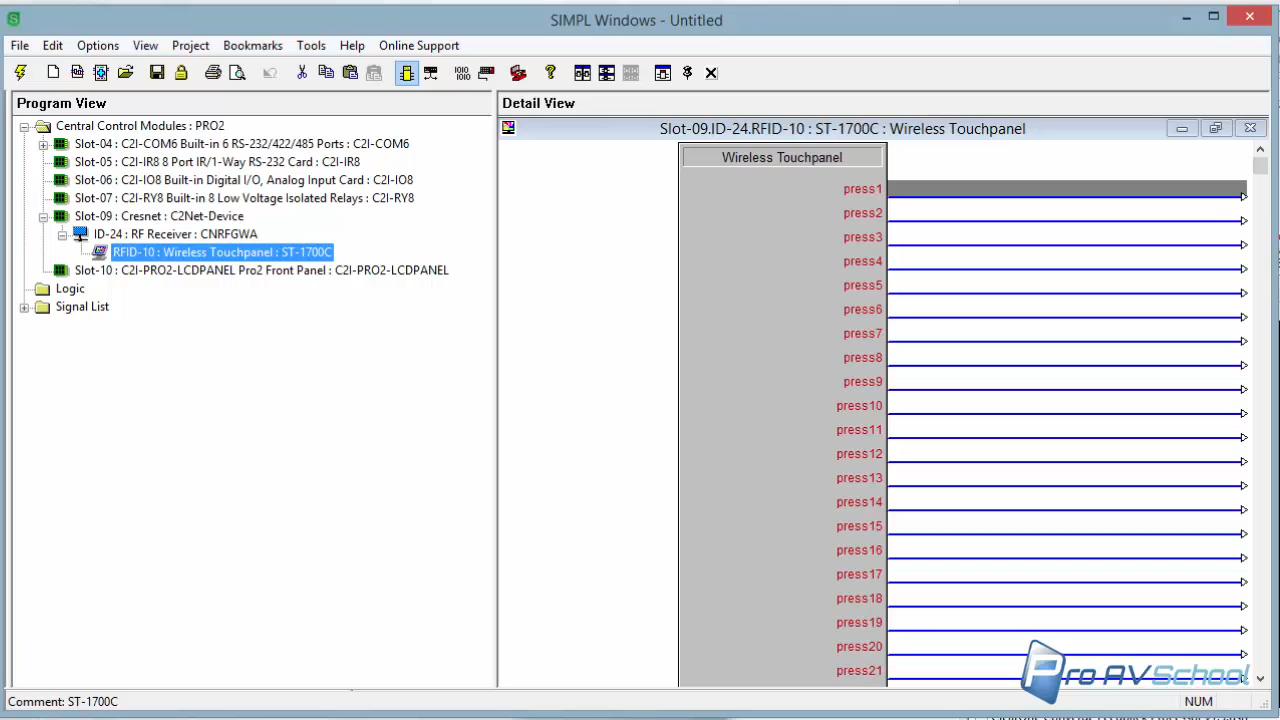 SIMPL Windows - Untitled
File Edit Options View Project Bookmarks Tools Help Online Support
Program View
Central Control Modules : PRO2
Slot-04 : C2I-COM6 Built-in 6 RS-232/422/485 Ports : C2I-COM6
Slot-05 : C2I-IR8 8 Port IR/1-Way RS-232 Card : C2I-IR8
Slot-06 : C2I-IO8 Built-in Digital I/O, Analog Input Card : C2I-IO8
Slot-07 : C2I-RY8 Built-in 8 Low Voltage Isolated Relays : C2I-RY8
Slot-09 : Cresnet : C2Net-Device
ID-24 : RF Receiver : CNRFGWA
RFID-10 : Wireless Touchpanel : ST-1700C
Slot-10 : C2I-PRO2-LCDPANEL Pro2 Front Panel : C2I-PRO2-LCDPANEL
Logic
Signal List
Detail View
Slot-09.ID-24.RFID-10 : ST-1700C : Wireless Touchpanel
Wireless Touchpanel
press1
press2
press3
press4
press5
press6
press7
press8
press9
press10
press11
press12
press13
press14
press15
press16
press17
press18
press19
press20
press21
Pro AVSchool
Comment: ST-1700C
NUM